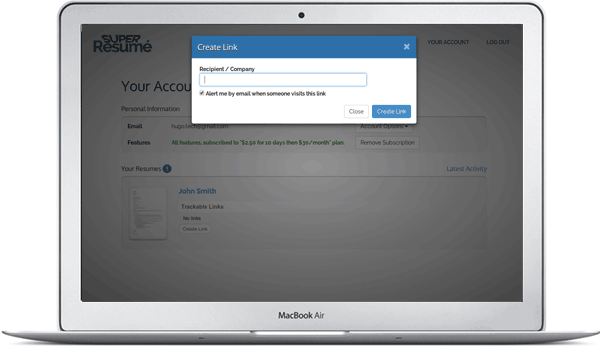 SUPER
Resumé
YOUR ACCOUNT
LOG OUT
Create Link
×
Recipient / Company
Alert me by email when someone visits this link
Close
Create Link
Your Accou
Personal Information
Email
hugo.tech@gmail.com
Account Options
Features
All features, subscribed to "$2.50 for 10 days then $30/month" plan
Remove Subscription
Your Resumes
Latest Activity
John Smith
Trackable Links
No links
Create Link
MacBook Air